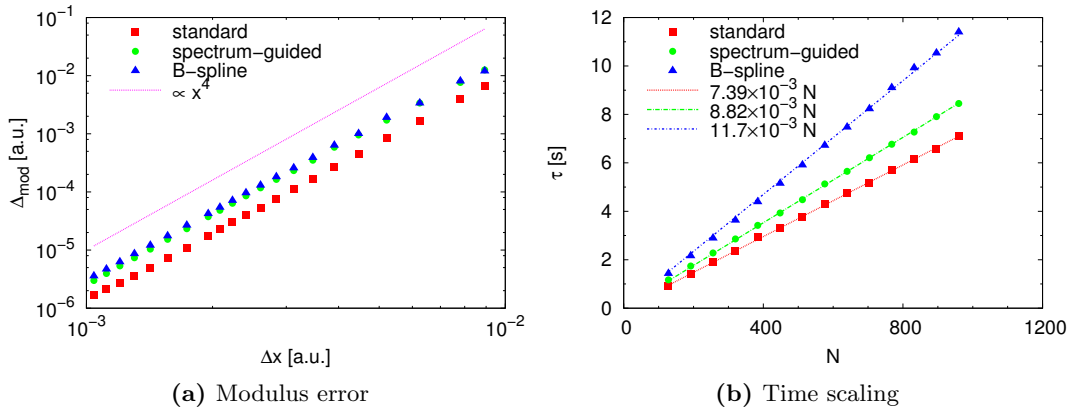 10⁻¹
10⁻²
10⁻³
10⁻⁴
10⁻⁵
10⁻⁶
Δmod [a.u.]
standard
spectrum−guided
B−spline
∝ x⁴
10⁻³
10⁻²
Δx [a.u.]
(a) Modulus error
12
10
8
6
4
2
0
τ [s]
standard
spectrum−guided
B−spline
7.39×10⁻³ N
8.82×10⁻³ N
11.7×10⁻³ N
0 400 800 1200
N
(b) Time scaling